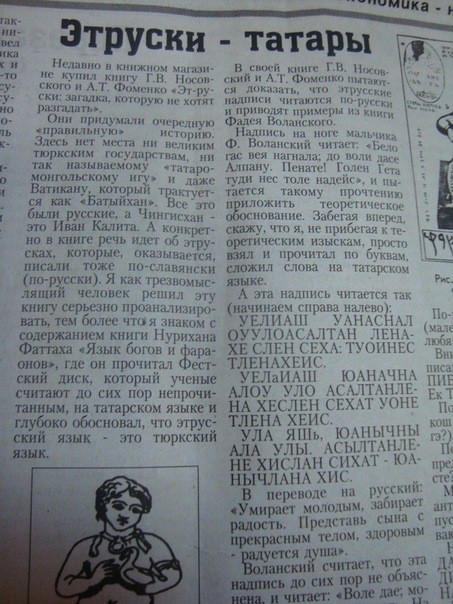 Этруски - татары
Недавно в книжном магази-
не купил книгу Г.В. Носов-
ского и А.Т. Фоменко «Эт-ру-
ски: загадка, которую не хотят
разгадать».
Они придумали очередную
«правильную» историю.
Здесь нет места ни великим
тюркским государствам, ни
так называемому «татаро-
монгольскому игу» и даже
Ватикану, который трактует-
ся как «Батыйхан». Все это
были русские, а Чингисхан -
это Иван Калита. А конкрет-
но в книге речь идет об этрус-
сках, которые, оказывается,
писали тоже по-славянски
(по-русски). Я как трезвомыс-
лящий человек решил эту
книгу серьезно проанализиро-
вать, тем более что я знаком с
содержанием книги Нурихана
Фаттаха «Язык богов и фара-
онов», где он прочитал Фест-
ский диск, который ученые
считают до сих пор непрочи-
танным, на татарском языке и
глубоко обосновал, что этрус-
ский язык - это тюркский
язык.
В своей книге Г.В. Носов-
ский и А.Т. Фоменко пытают-
ся доказать, что этрусские
надписи читаются по-русски
и приводят примеры из книги
Фадея Воланского.
Надпись на ноге мальчика
Ф. Воланский читает: «Бело
гас вея нагнала; до воли дасе
Алпану. Пенате! Голен Гета
туди нес толе надейс», и пы-
тается такому прочтению
приложить теоретическое
обоснование. Забегая вперед,
скажу, что я, не прибегая к те-
оретическим изыскам, просто
взял и прочитал по буквам,
сложил слова на татарском
языке.
А эта надпись читается так
(начинаем справа налево):
УЕЛИАШ УАНАСНАЛ
ОУУЛОАСАЛТАН ЛЕНА-
ХЕ СЛЕН СЕХА: ТУОИНЕС
ТЛЕНАХЕИС.
УЕЛаИАШ ЮАНАЧНА
АЛОУ УЛО АСАЛТАНЛЕ-
НА ХЕСЛЕН СЕХАТ УОНЕ
ТЛЕНА ХЕИС.
УЛА ЯШЬ, ЮАНЫЧНЫ
АЛА УЛЫ. АСЫЛТАНЛЕ-
НЕ ХИСЛАН СИХАТ - ЮА-
НЫЧЛАНА ХИС.
В переводе на русский:
«Умирает молодым, забирает
радость. Представь сына с
прекрасным телом, здоровым
- радуется душа».
Воланский считает, что эта
надпись до сих пор не объяс-
нена, и читает: «Воле дае; мо-